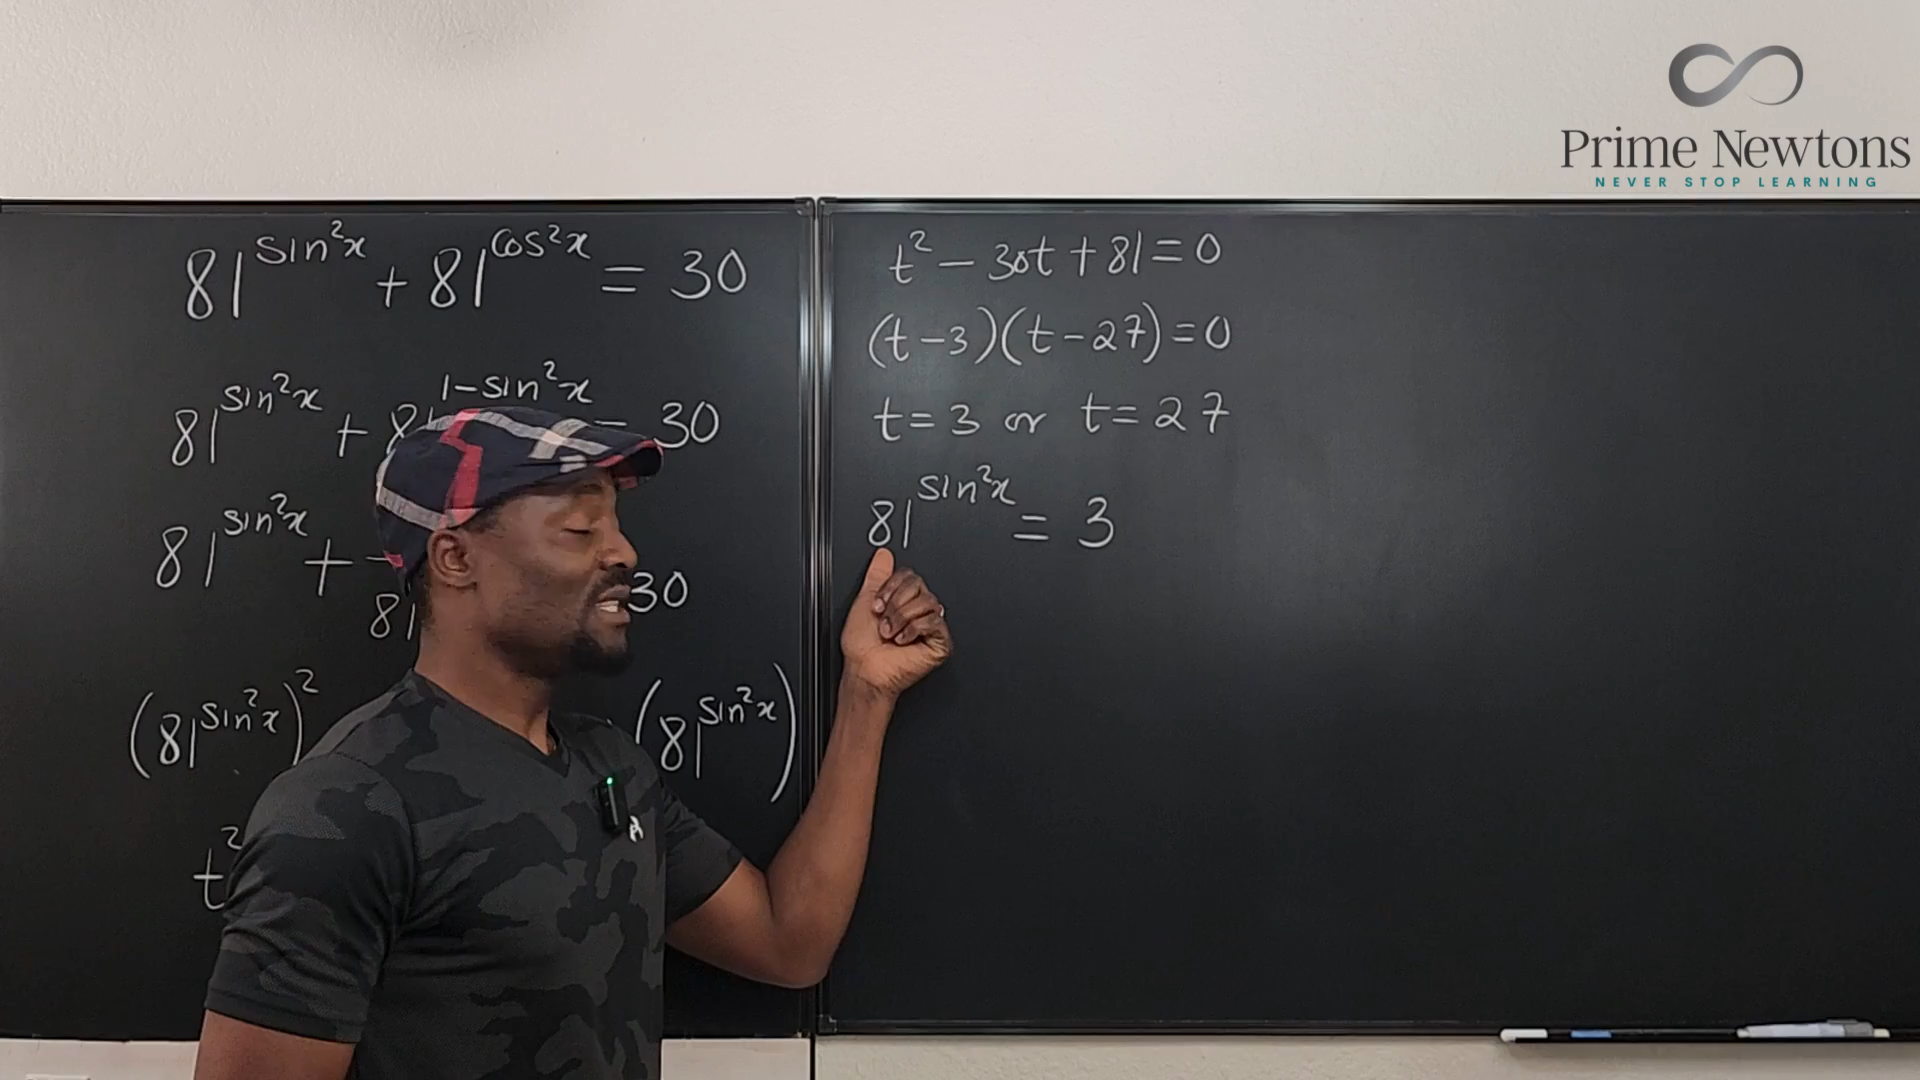 Prime Newtons
NEVER STOP LEARNING
81^sin²x + 81^cos²x = 30
81^sin²x + 8 ^1-sin²x = 30
81^sin²x + 81 30
(81^sin²x)² (81^sin²x)
t²
t² - 30t + 81 = 0
(t - 3)(t - 27) = 0
t = 3 or t = 27
81^sin²x = 3